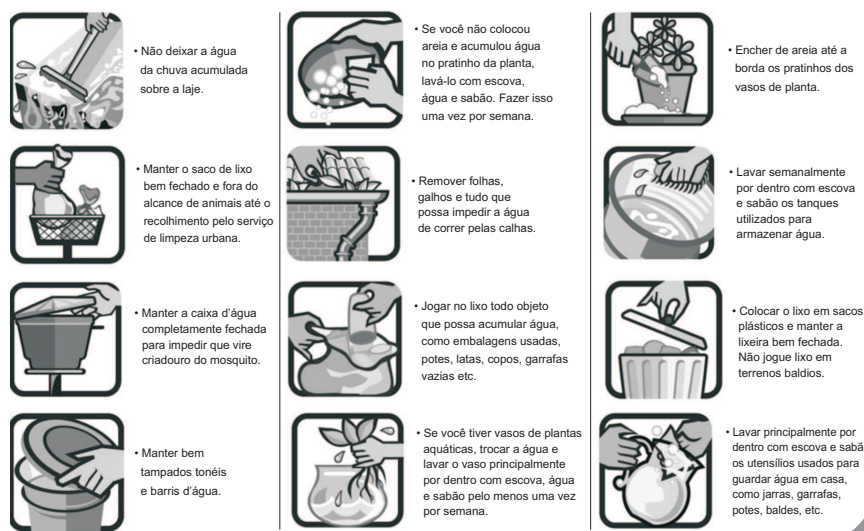 • Não deixar a água
da chuva acumulada
sobre a laje.
• Manter o saco de lixo
bem fechado e fora do
alcance de animais até o
recolhimento pelo serviço
de limpeza urbana.
• Manter a caixa d’água
completamente fechada
para impedir que vire
criadouro do mosquito.
• Manter bem
tampados tonéis
e barris d’água.
• Se você não colocou
areia e acumulou água
no pratinho da planta,
lavá-lo com escova,
água e sabão. Fazer isso
uma vez por semana.
• Remover folhas,
galhos e tudo que
possa impedir a água
de correr pelas calhas.
• Jogar no lixo todo objeto
que possa acumular água,
como embalagens usadas,
potes, latas, copos, garrafas
vazias etc.
• Se você tiver vasos de plantas
aquáticas, trocar a água e
lavar o vaso principalmente
por dentro com escova, água
e sabão pelo menos uma vez
por semana.
• Encher de areia até a
borda os pratinhos dos
vasos de planta.
• Lavar semanalmente
por dentro com escova
e sabão os tanques
utilizados para
armazenar água.
• Colocar o lixo em sacos
plásticos e manter a
lixeira bem fechada.
Não jogue lixo em
terrenos baldios.
• Lavar principalmente por
dentro com escova e sabã
os utensílios usados para
guardar água em casa,
como jarras, garrafas,
potes, baldes, etc.